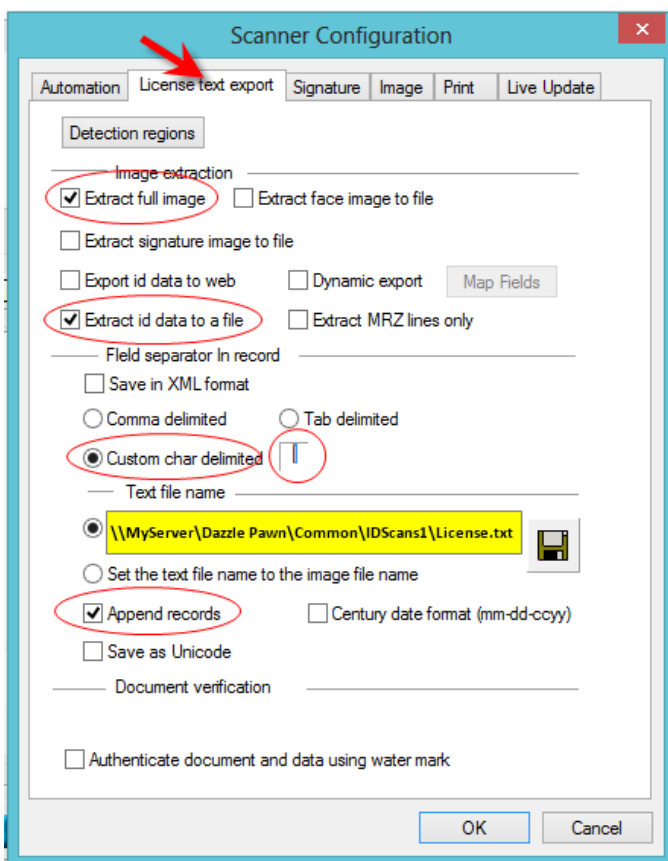 Scanner Configuration
Automation License text export Signature Image Print Live Update
Detection regions
Image extraction
Extract full image Extract face image to file
Extract signature image to file
Export id data to web Dynamic export Map Fields
Extract id data to a file Extract MRZ lines only
Field separator In record
Save in XML format
Comma delimited Tab delimited
Custom char delimited
Text file name
\\MyServer\Dazzle Pawn\Common\IDScans1\License.txt
Set the text file name to the image file name
Append records Century date format (mm-dd-ccyy)
Save as Unicode
Document verification
Authenticate document and data using water mark
OK Cancel